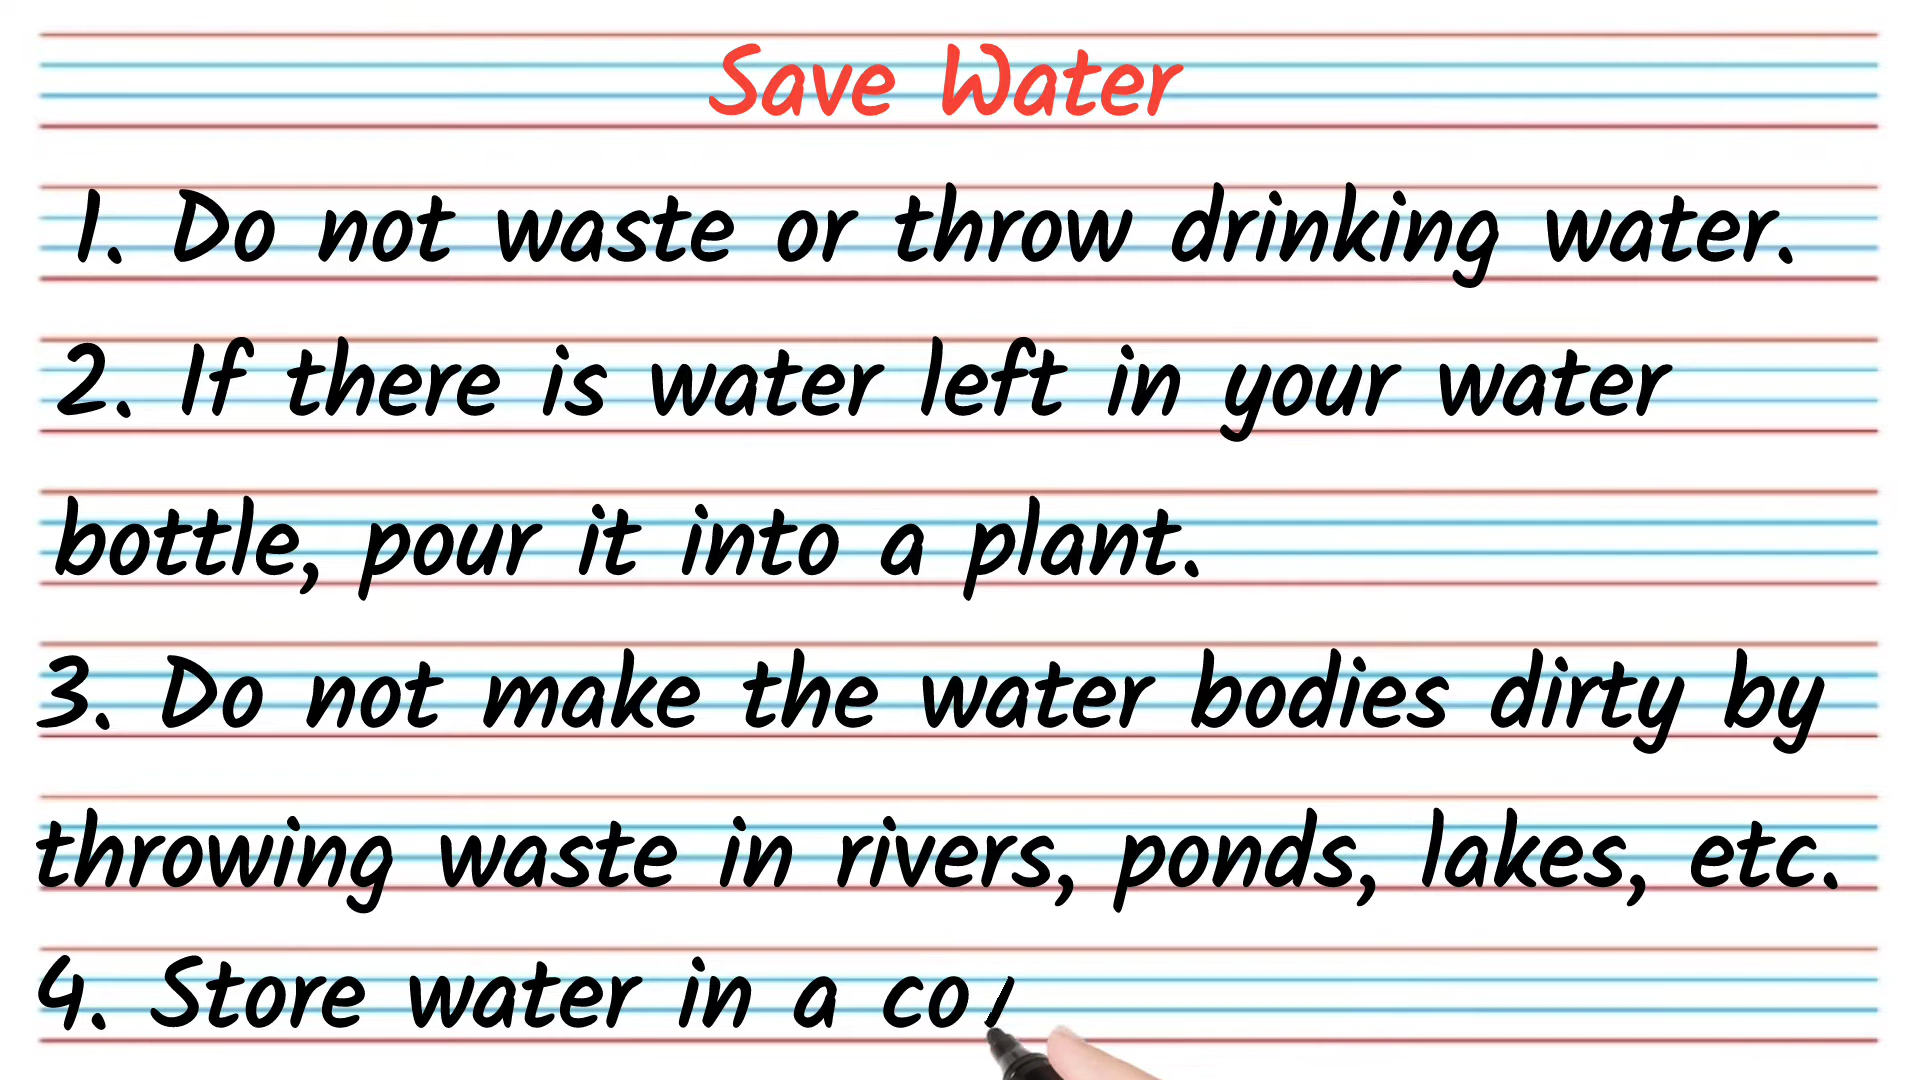 Save Water
1. Do not waste or throw drinking water.
2. If there is water left in your water
bottle, pour it into a plant.
3. Do not make the water bodies dirty by
throwing waste in rivers, ponds, lakes, etc.
4. Store water in a co